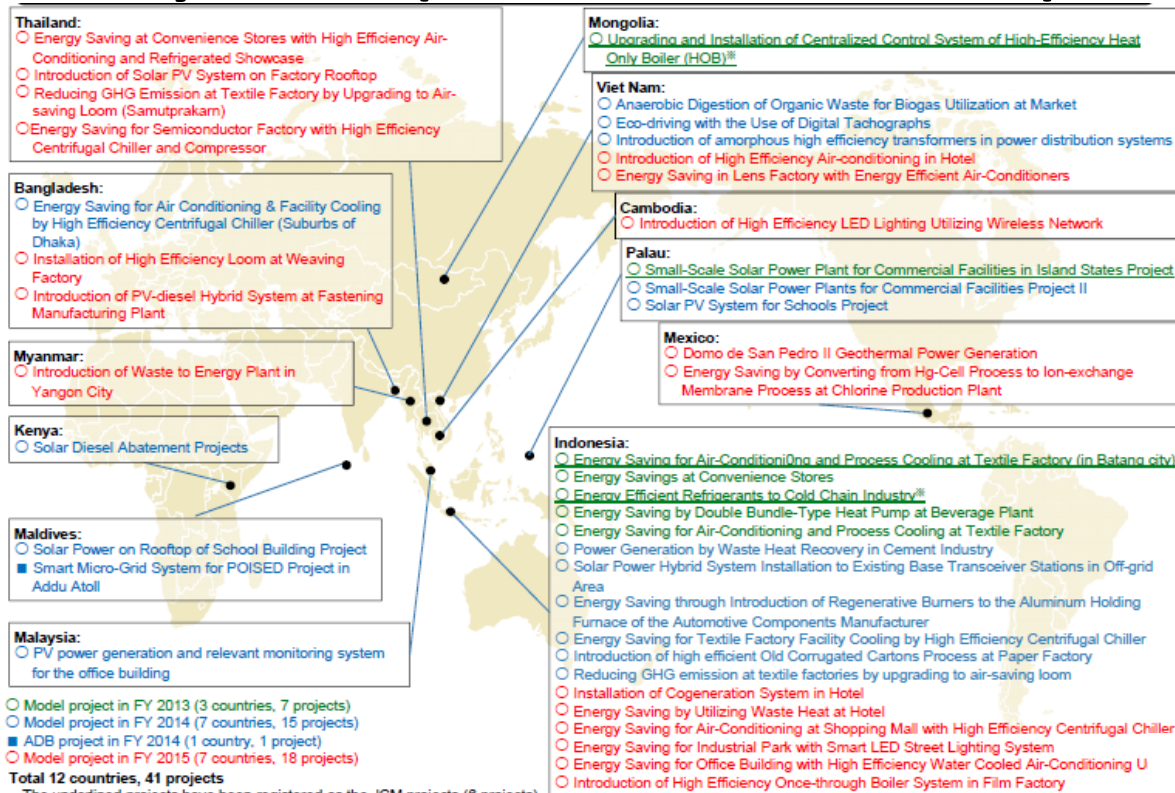 Thailand:
○ Energy Saving at Convenience Stores with High Efficiency Air-
Conditioning and Refrigerated Showcase
○ Introduction of Solar PV System on Factory Rooftop
○ Reducing GHG Emission at Textile Factory by Upgrading to Air-
saving Loom (Samutprakarn)
○Energy Saving for Semiconductor Factory with High Efficiency
Centrifugal Chiller and Compressor
Bangladesh:
○ Energy Saving for Air Conditioning & Facility Cooling
by High Efficiency Centrifugal Chiller (Suburbs of
Dhaka)
○ Installation of High Efficiency Loom at Weaving
Factory
○ Introduction of PV-diesel Hybrid System at Fastening
Manufacturing Plant
Myanmar:
○ Introduction of Waste to Energy Plant in
Yangon City
Kenya:
○ Solar Diesel Abatement Projects
Maldives:
○ Solar Power on Rooftop of School Building Project
■ Smart Micro-Grid System for POISED Project in
Addu Atoll
Malaysia:
○ PV power generation and relevant monitoring system
for the office building
○ Model project in FY 2013 (3 countries, 7 projects)
○ Model project in FY 2014 (7 countries, 15 projects)
■ ADB project in FY 2014 (1 country, 1 project)
○ Model project in FY 2015 (7 countries, 18 projects)
Total 12 countries, 41 projects
The underlined projects have been registered as the JCM projects (6 projects)
Mongolia:
○ Upgrading and Installation of Centralized Control System of High-Efficiency Heat
Only Boiler (HOB)※
Viet Nam:
○ Anaerobic Digestion of Organic Waste for Biogas Utilization at Market
○ Eco-driving with the Use of Digital Tachographs
○ Introduction of amorphous high efficiency transformers in power distribution systems
○ Introduction of High Efficiency Air-conditioning in Hotel
○ Energy Saving in Lens Factory with Energy Efficient Air-Conditioners
Cambodia:
○ Introduction of High Efficiency LED Lighting Utilizing Wireless Network
Palau:
○ Small-Scale Solar Power Plant for Commercial Facilities in Island States Project
○ Small-Scale Solar Power Plants for Commercial Facilities Project II
○ Solar PV System for Schools Project
Mexico:
○ Domo de San Pedro II Geothermal Power Generation
○ Energy Saving by Converting from Hg-Cell Process to Ion-exchange
Membrane Process at Chlorine Production Plant
Indonesia:
○ Energy Saving for Air-Conditioni0ng and Process Cooling at Textile Factory (in Batang city)
○ Energy Savings at Convenience Stores
○ Energy Efficient Refrigerants to Cold Chain Industry※
○ Energy Saving by Double Bundle-Type Heat Pump at Beverage Plant
○ Energy Saving for Air-Conditioning and Process Cooling at Textile Factory
○ Power Generation by Waste Heat Recovery in Cement Industry
○ Solar Power Hybrid System Installation to Existing Base Transceiver Stations in Off-grid
Area
○ Energy Saving through Introduction of Regenerative Burners to the Aluminum Holding
Furnace of the Automotive Components Manufacturer
○ Energy Saving for Textile Factory Facility Cooling by High Efficiency Centrifugal Chiller
○ Introduction of high efficient Old Corrugated Cartons Process at Paper Factory
○ Reducing GHG emission at textile factories by upgrading to air-saving loom
○ Installation of Cogeneration System in Hotel
○ Energy Saving by Utilizing Waste Heat at Hotel
○ Energy Saving for Air-Conditioning at Shopping Mall with High Efficiency Centrifugal Chiller
○ Energy Saving for Industrial Park with Smart LED Street Lighting System
○ Energy Saving for Office Building with High Efficiency Water Cooled Air-Conditioning U
○ Introduction of High Efficiency Once-through Boiler System in Film Factory